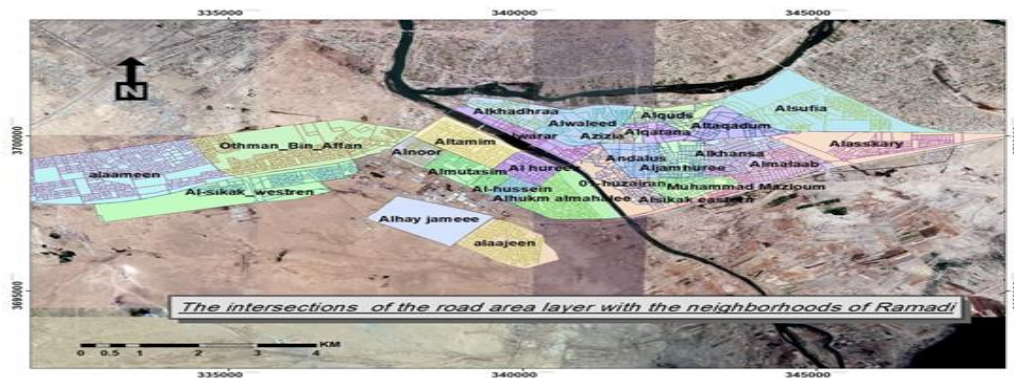 335000 340000 345000
N
Alkhadhraa Alquds Alsufia
Alwaleed
Altaqadum
Azizia Alqatana
370000
Altamim
Othman_Bin_Affan
Alnoor
Alasskary
Andalus Alkhansa
alaameen
Almutasim Al huree Aljamhuree Almalaab
Al-sikak_westren Al-hussein Muhammad Mazloum
Alhukm almahalee Alsikak eastern
Alhay jameee
alaajeen
3695000
The intersections of the road area layer with the neighborhoods of Ramadi
KM
0 0.5 1 2 3 4
335000 340000 345000